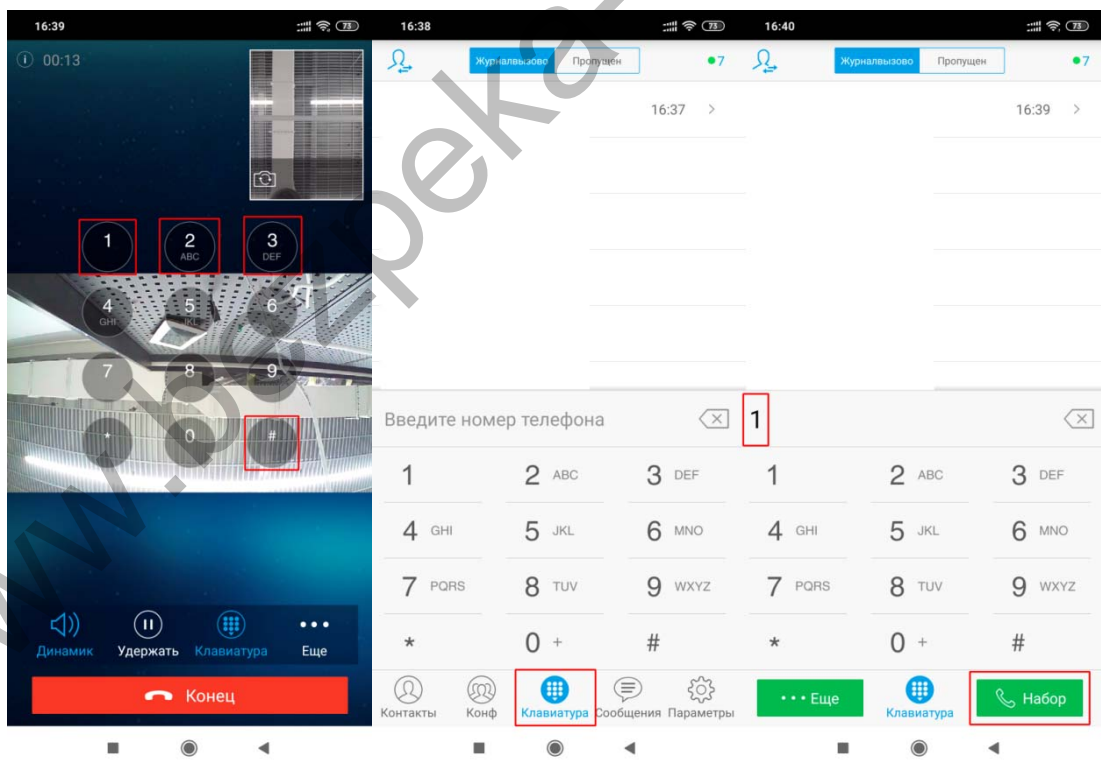 16:39
73
00:13
1
2
ABC
3
DEF
4
GHI
5
JKL
6
7
8
9
*
0
#
Динамик
Удержать
Клавиатура
Еще
Конец
16:38
73
Журналвызово
Пропущен
7
16:37
Введите номер телефона
1
2 ABC
3 DEF
4 GHI
5 JKL
6 MNO
7 PQRS
8 TUV
9 WXYZ
*
0 +
#
Контакты
Конф
Клавиатура
Сообщения
Параметры
16:40
73
Журналвызово
Пропущен
7
16:39
1
1
2 ABC
3 DEF
4 GHI
5 JKL
6 MNO
7 PQRS
8 TUV
9 WXYZ
*
0 +
#
Еще
Клавиатура
Набор